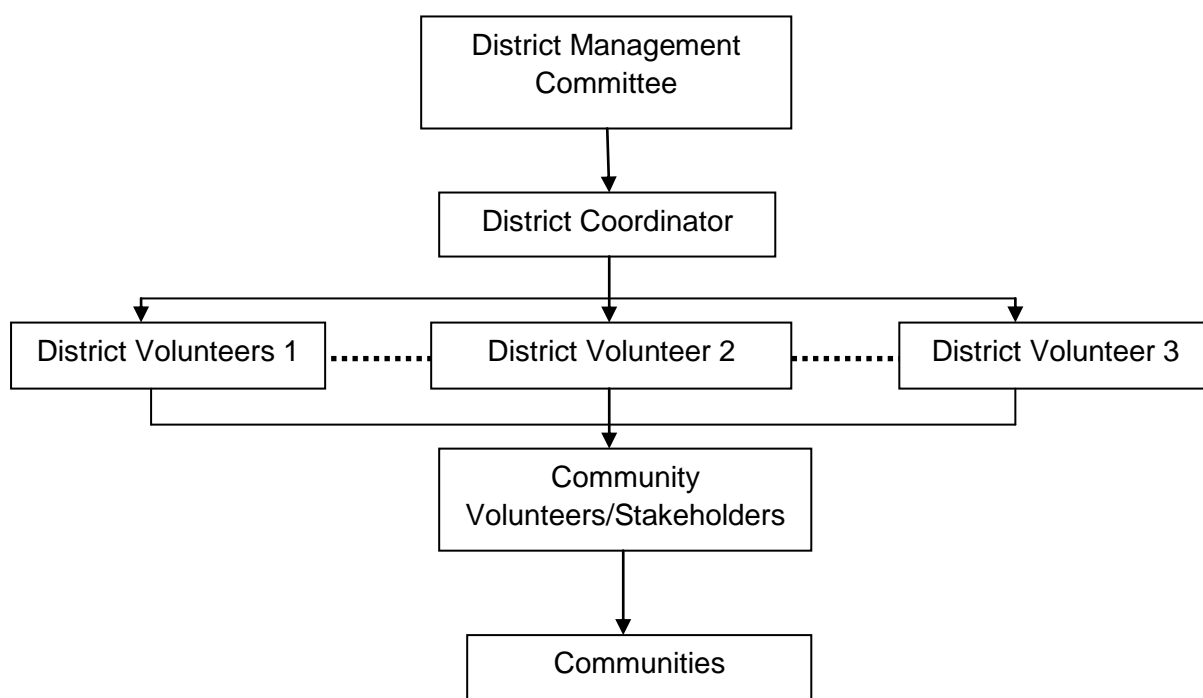 District Management
Committee
District Coordinator
District Volunteers 1
District Volunteer 2
District Volunteer 3
Community
Volunteers/Stakeholders
Communities